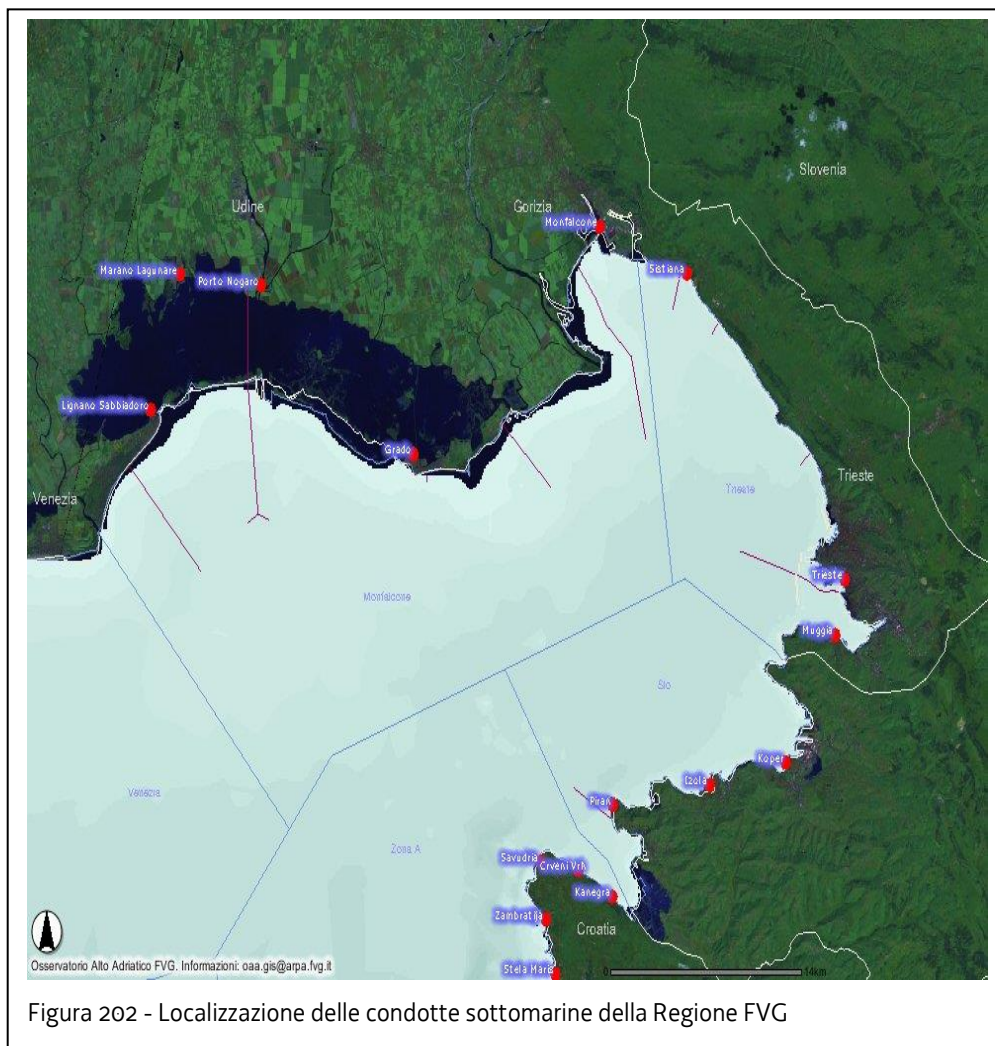 Slovenia
Udine
Gorizia
Monfalcone
Marano Lagunare
Porto Nogaro
Sistiana
Lignano Sabbiadoro
Grado
Venezia
Trieste
Trieste
Trieste
Monfalcone
Muggia
Slo
Koper
Izola
Venezia
Piran
Zona A
Savudria
Crveni Vrh
Kanegra
Zambratija
Croatia
Stela Maris
0 14km
Osservatorio Alto Adriatico FVG. Informazioni: oaa.gis@arpa.fvg.it
Figura 202 - Localizzazione delle condotte sottomarine della Regione FVG